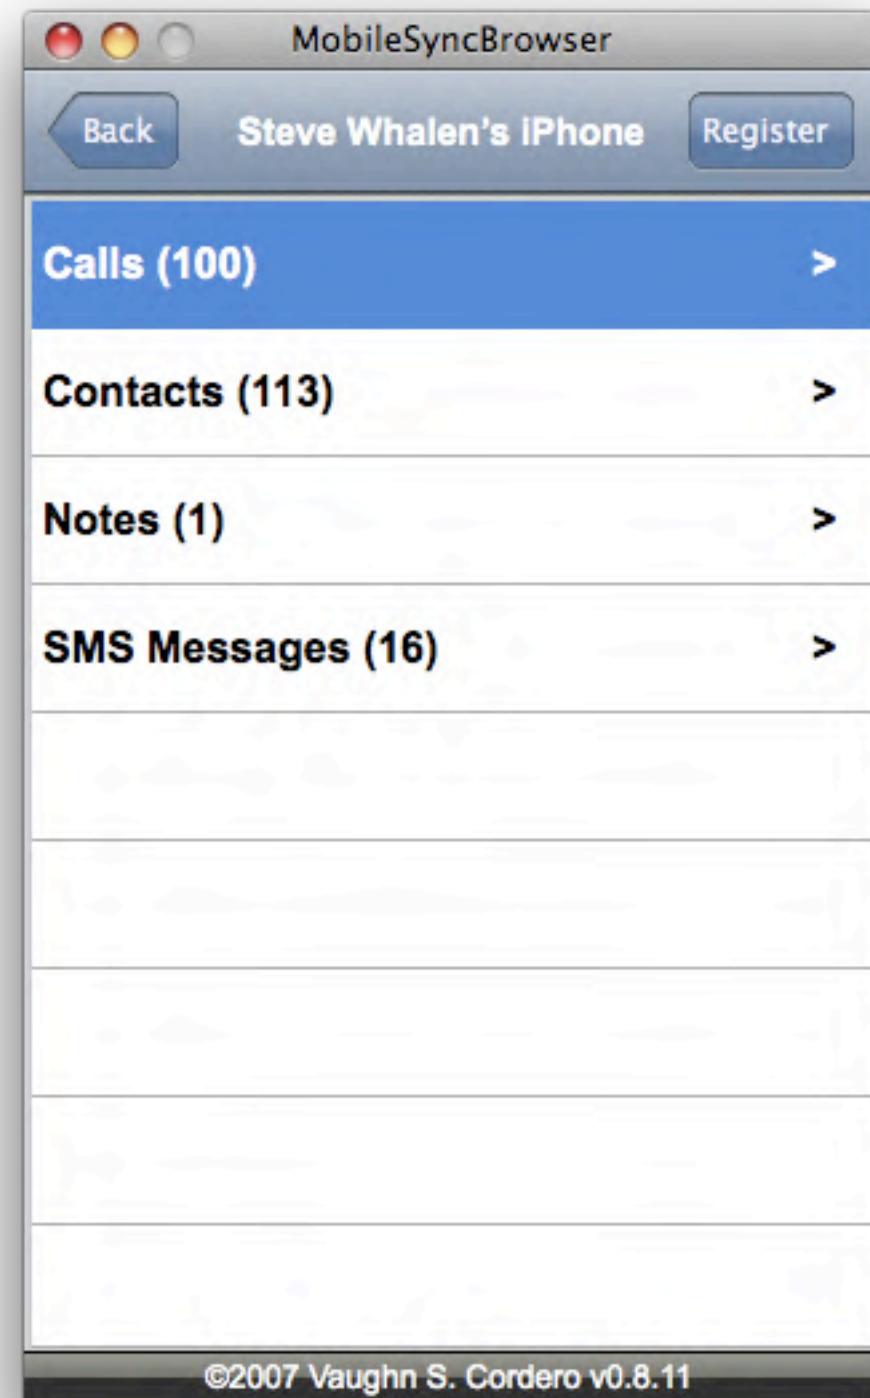 MobileSyncBrowser
Back Steve Whalen's iPhone Register
Calls (100) >
Contacts (113) >
Notes (1) >
SMS Messages (16) >
©2007 Vaughn S. Cordero v0.8.11